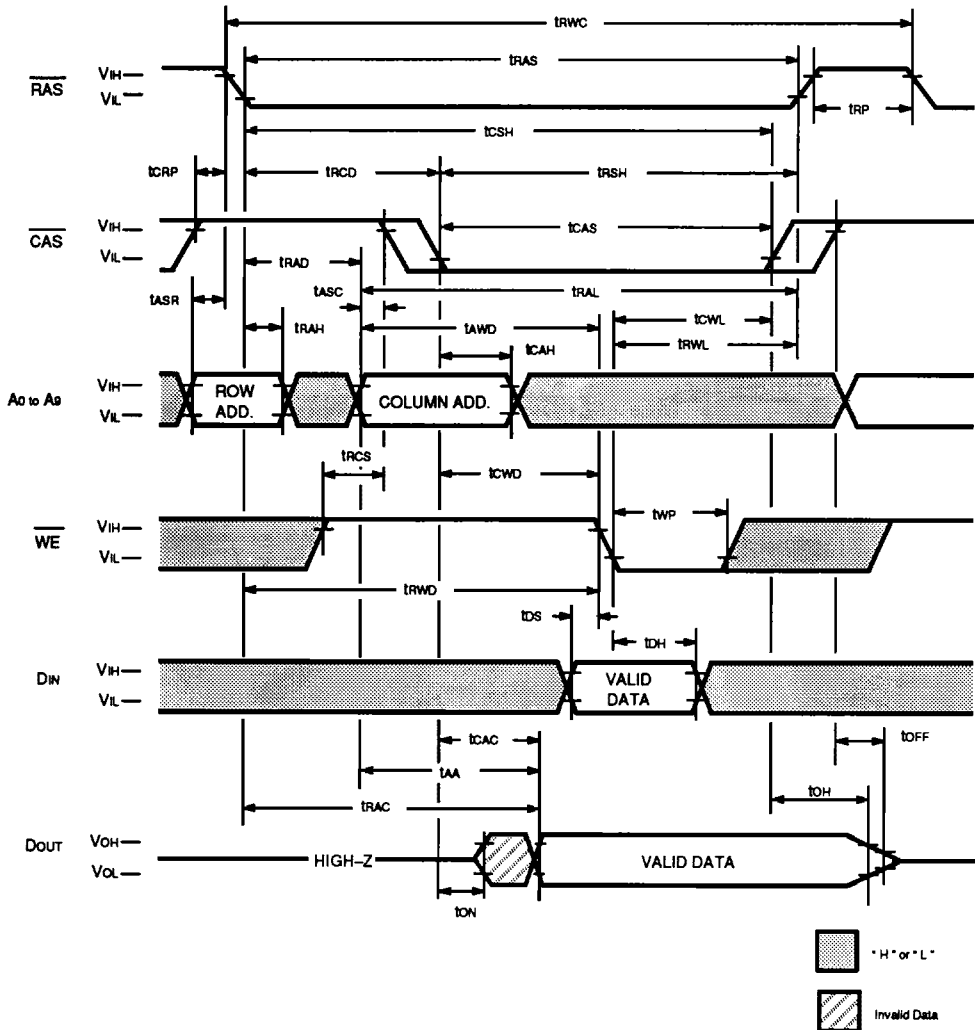 tRWC
tRAS
RAS
VIH
VIL
tRP
tCSH
tCRP
tRCD
tRSH
CAS
VIH
VIL
tCAS
tRAD
tASR
tASC
tRAL
tRAH
tAWD
tCWL
tCAH
tRWL
A0 to A9
VIH
VIL
ROW ADD.
COLUMN ADD.
tRCS
tCWD
WE
VIH
VIL
tWP
tRWD
tDS
tDH
DIN
VIH
VIL
VALID DATA
tCAC
tOFF
tAA
tOH
tRAC
DOUT
VOH
VOL
HIGH–Z
VALID DATA
tON
"H" or "L"
Invalid Data